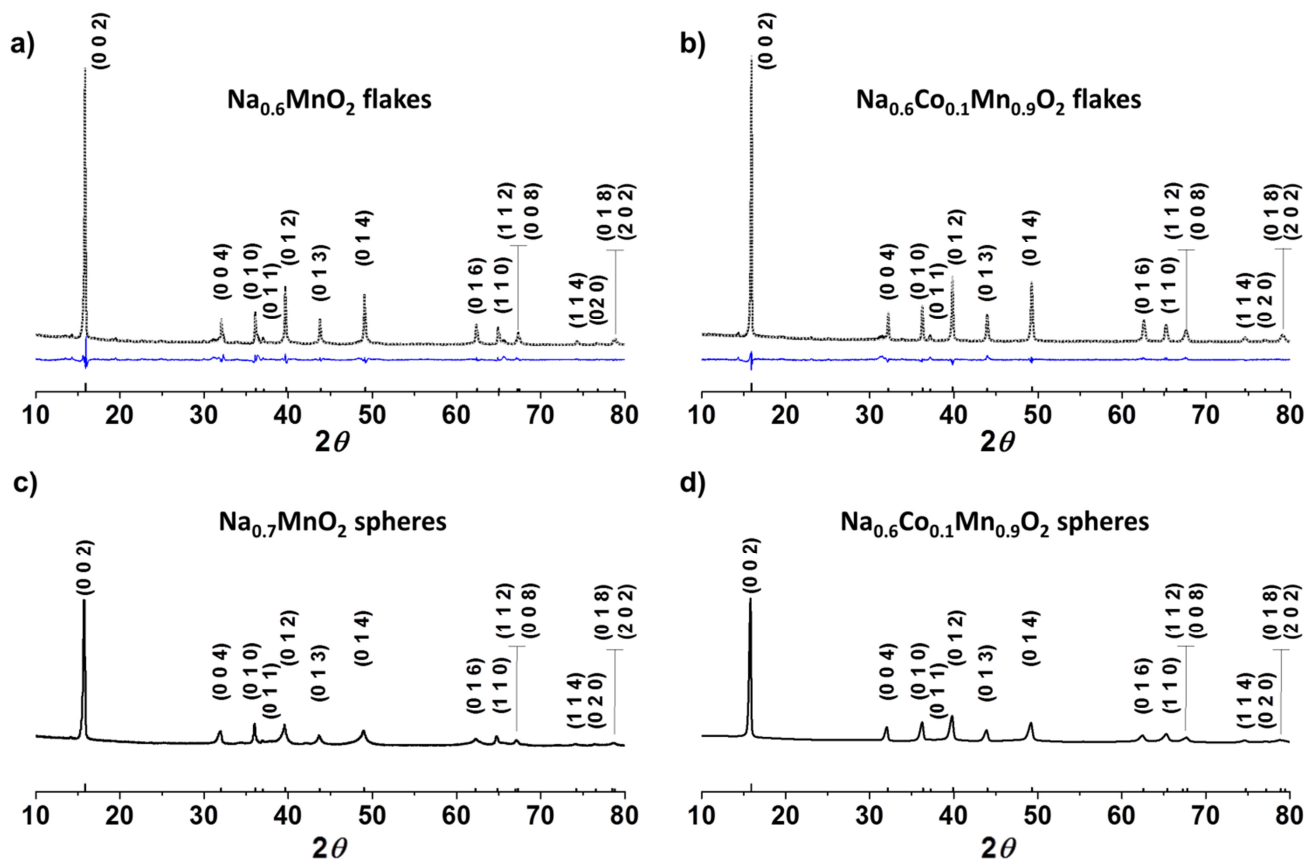 a)
Na0.6MnO2 flakes
(0 0 2)
(0 0 4)
(0 1 0)
(0 1 1)
(0 1 2)
(0 1 3)
(0 1 4)
(0 1 6)
(1 1 0)
(1 1 2)
(0 0 8)
(1 1 4)
(02 0)
(0 1 8)
(2 0 2)
10 20 30 40 50 60 70 80
2θ
b)
Na0.6Co0.1Mn0.9O2 flakes
(0 0 2)
(0 0 4)
(0 1 0)
(0 1 1)
(0 1 2)
(0 1 3)
(0 1 4)
(0 1 6)
(1 1 0)
(1 1 2)
(0 0 8)
(1 1 4)
(0 2 0)
(0 1 8)
(2 0 2)
10 20 30 40 50 60 70 80
2θ
c)
Na0.7MnO2 spheres
(0 0 2)
(0 0 4)
(0 1 0)
(0 1 1)
(0 1 2)
(0 1 3)
(0 1 4)
(0 1 6)
(1 1 0)
(1 1 2)
(0 0 8)
(1 1 4)
(0 2 0)
(0 1 8)
(2 0 2)
10 20 30 40 50 60 70 80
2θ
d)
Na0.6Co0.1Mn0.9O2 spheres
(0 0 2)
(0 0 4)
(0 1 0)
(0 1 1)
(0 1 2)
(0 1 3)
(0 1 4)
(0 1 6)
(1 1 0)
(1 1 2)
(0 0 8)
(1 1 4)
(0 2 0)
(0 1 8)
(2 0 2)
10 20 30 40 50 60 70 80
2θ